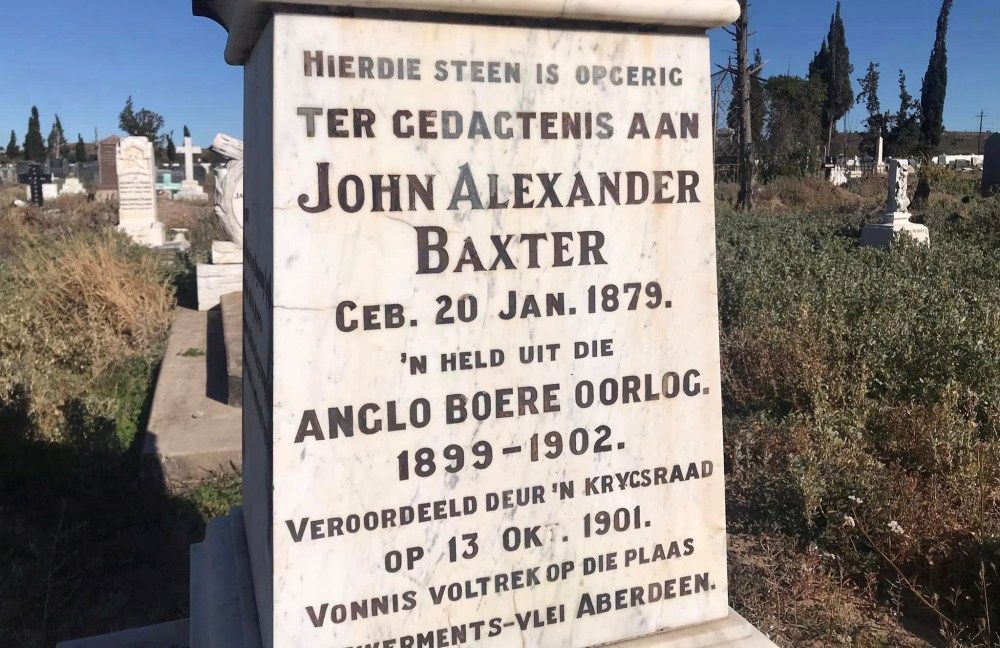 HIERDIE STEEN IS OPGERIG
TER GEDAGTENIS AAN
JOHN ALEXANDER
BAXTER
GEB. 20 JAN. 1879.
'N HELD UIT DIE
ANGLO BOERE OORLOG.
1899-1902.
VEROORDEELD DEUR 'N KRYGSRAAD
OP 13 OKT. 1901.
VONNIS VOLTREK OP DIE PLAAS
ABERDEEN.